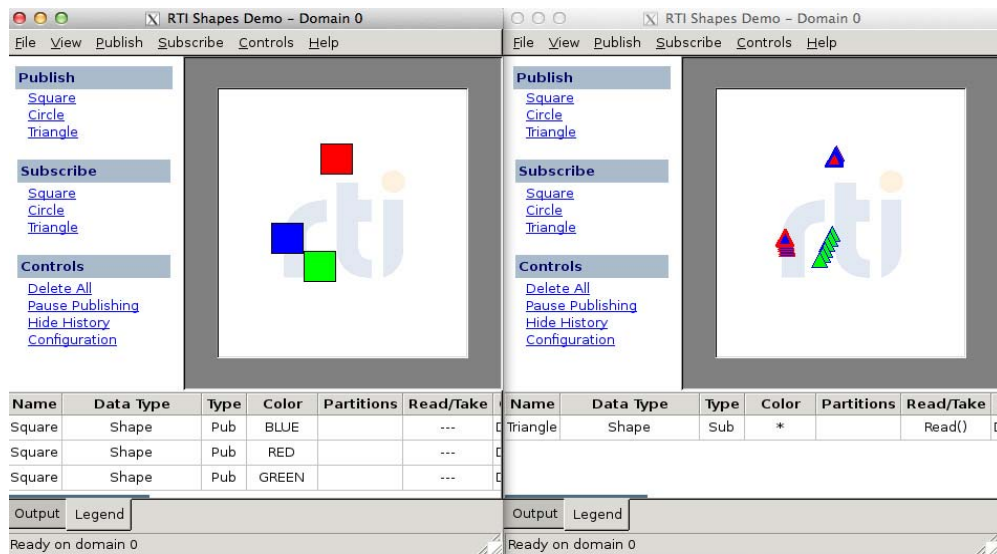 RTI Shapes Demo – Domain 0
File View Publish Subscribe Controls Help
Publish
Square
Circle
Triangle
Subscribe
Square
Circle
Triangle
Controls
Delete All
Pause Publishing
Hide History
Configuration
rti
Name Data Type Type Color Partitions Read/Take
Square Shape Pub BLUE ---
Square Shape Pub RED ---
Square Shape Pub GREEN ---
Output Legend
Ready on domain 0
RTI Shapes Demo – Domain 0
File View Publish Subscribe Controls Help
Publish
Square
Circle
Triangle
Subscribe
Square
Circle
Triangle
Controls
Delete All
Pause Publishing
Hide History
Configuration
rti
Name Data Type Type Color Partitions Read/Take
Triangle Shape Sub * Read()
Output Legend
Ready on domain 0